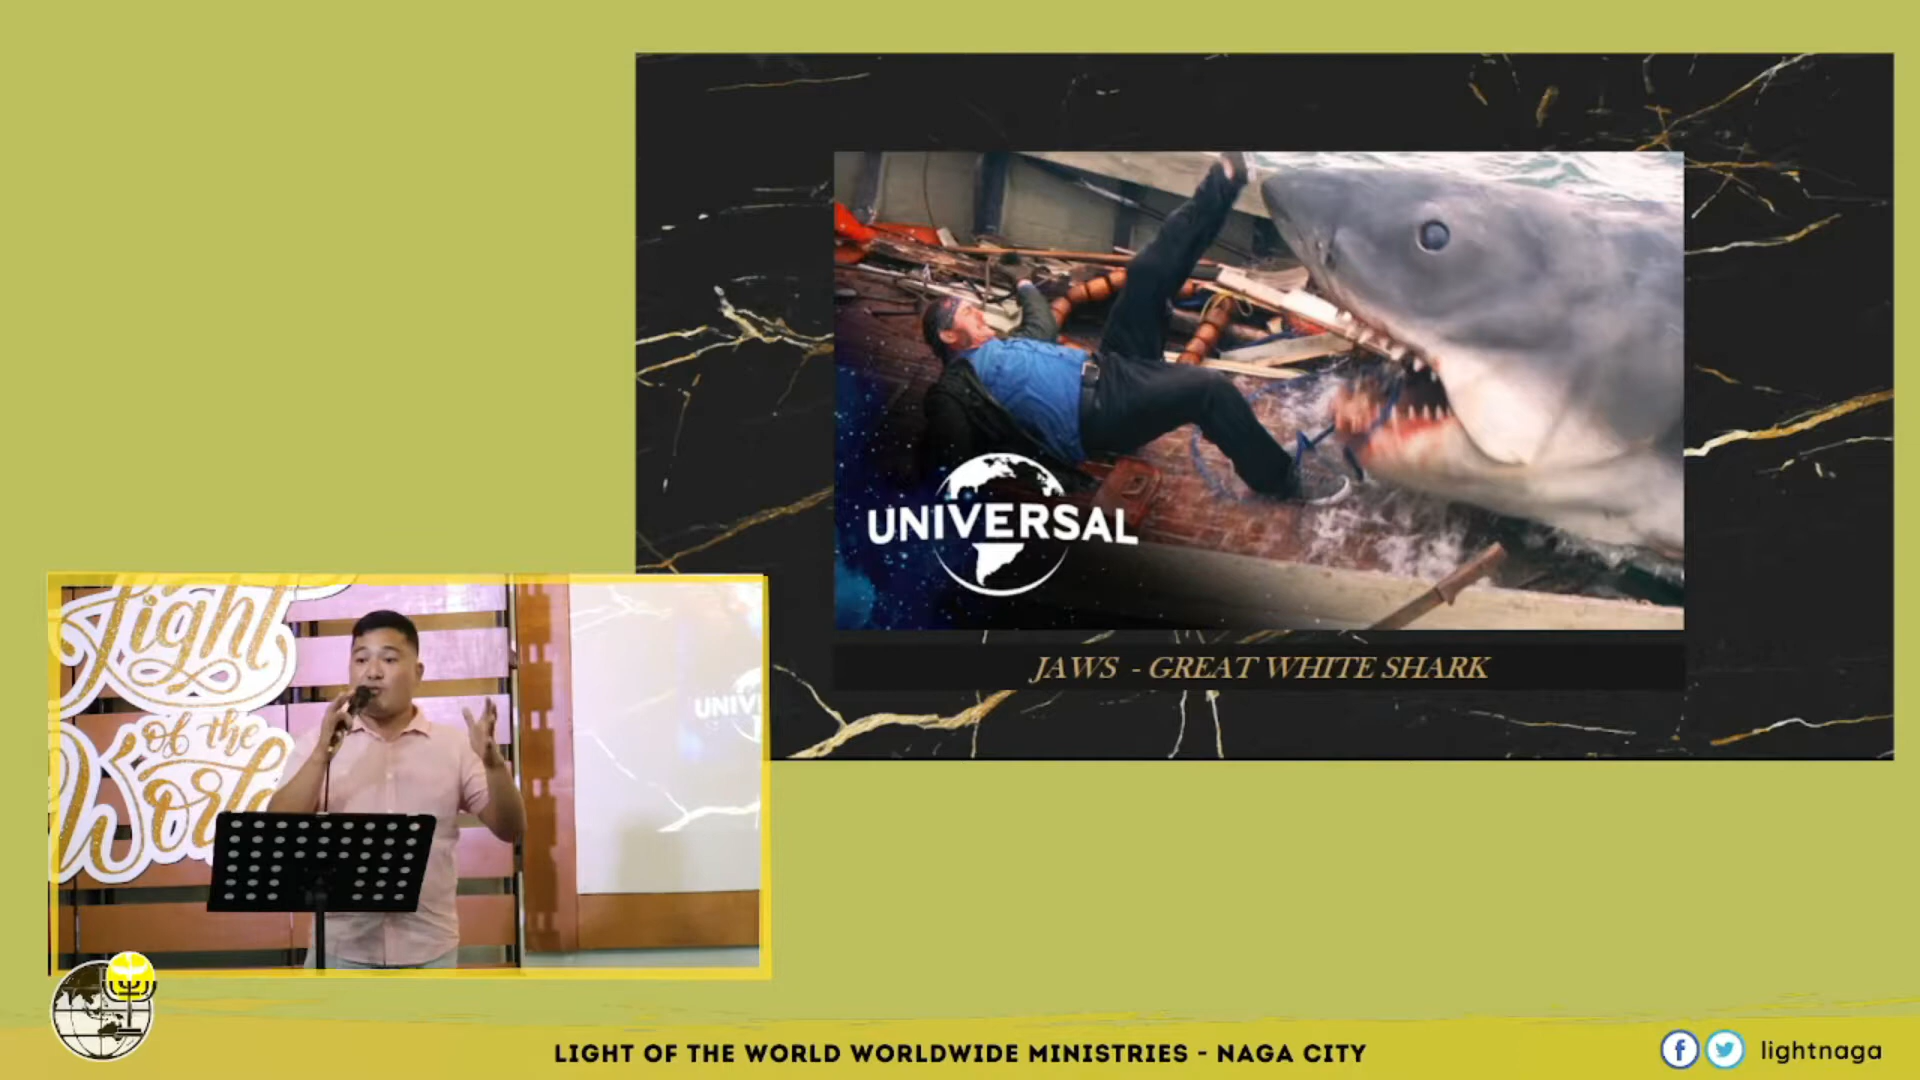 UNIVERSAL
JAWS - GREAT WHITE SHARK
Light
of the
World
UNIV
LIGHT OF THE WORLD WORLDWIDE MINISTRIES - NAGA CITY
lightnaga